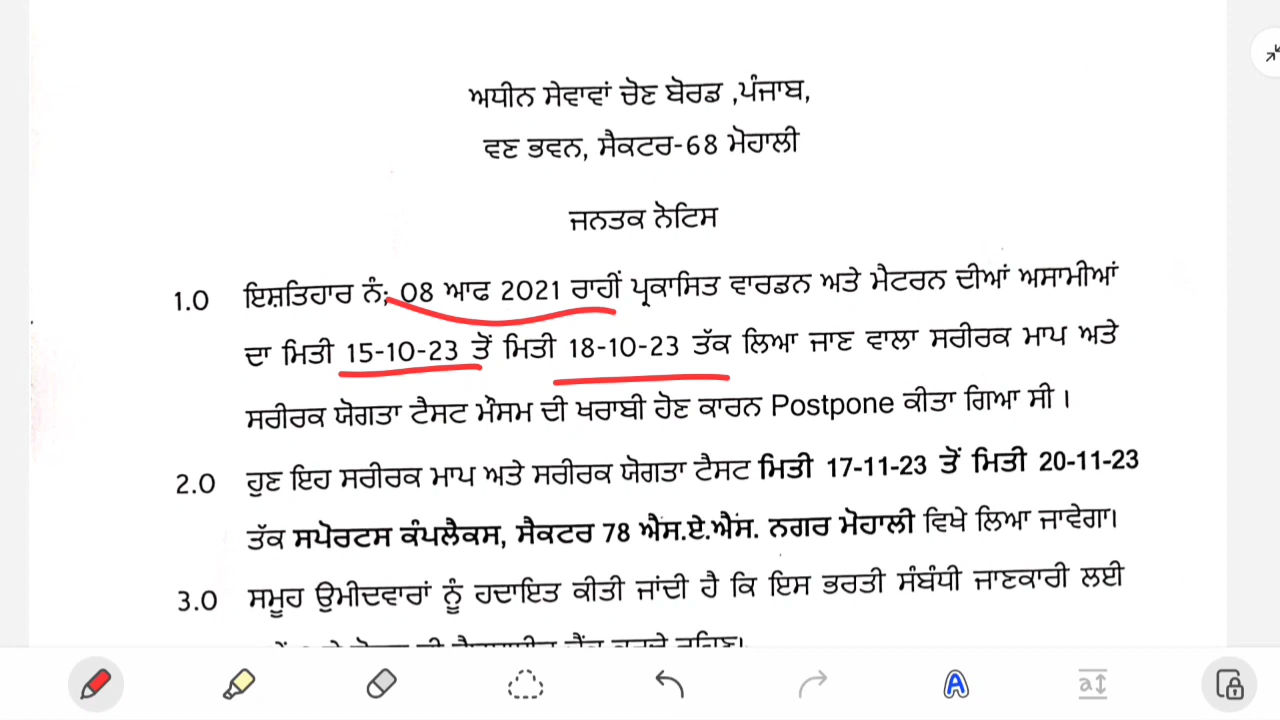 ਅਧੀਨ ਸੇਵਾਵਾਂ ਚੋਣ ਬੋਰਡ ,ਪੰਜਾਬ,
ਵਣ ਭਵਨ, ਸੈਕਟਰ-68 ਮੋਹਾਲੀ
ਜਨਤਕ ਨੋਟਿਸ
1.0 ਇਸ਼ਤਿਹਾਰ ਨੰ; 08 ਆਫ 2021 ਰਾਹੀਂ ਪ੍ਰਕਾਸਿਤ ਵਾਰਡਨ ਅਤੇ ਮੈਟਰਨ ਦੀਆਂ ਅਸਾਮੀਆਂ
ਦਾ ਮਿਤੀ 15-10-23 ਤੋਂ ਮਿਤੀ 18-10-23 ਤੱਕ ਲਿਆ ਜਾਣ ਵਾਲਾ ਸਰੀਰਕ ਮਾਪ ਅਤੇ
ਸਰੀਰਕ ਯੋਗਤਾ ਟੈਸਟ ਮੌਸਮ ਦੀ ਖਰਾਬੀ ਹੋਣ ਕਾਰਨ Postpone ਕੀਤਾ ਗਿਆ ਸੀ ।
2.0 ਹੁਣ ਇਹ ਸਰੀਰਕ ਮਾਪ ਅਤੇ ਸਰੀਰਕ ਯੋਗਤਾ ਟੈਸਟ ਮਿਤੀ 17-11-23 ਤੋਂ ਮਿਤੀ 20-11-23
ਤੱਕ ਸਪੋਰਟਸ ਕੰਪਲੈਕਸ, ਸੈਕਟਰ 78 ਐਸ.ਏ.ਐਸ. ਨਗਰ ਮੋਹਾਲੀ ਵਿਖੇ ਲਿਆ ਜਾਵੇਗਾ।
3.0 ਸਮੂਹ ਉਮੀਦਵਾਰਾਂ ਨੂੰ ਹਦਾਇਤ ਕੀਤੀ ਜਾਂਦੀ ਹੈ ਕਿ ਇਸ ਭਰਤੀ ਸੰਬੰਧੀ ਜਾਣਕਾਰੀ ਲਈ